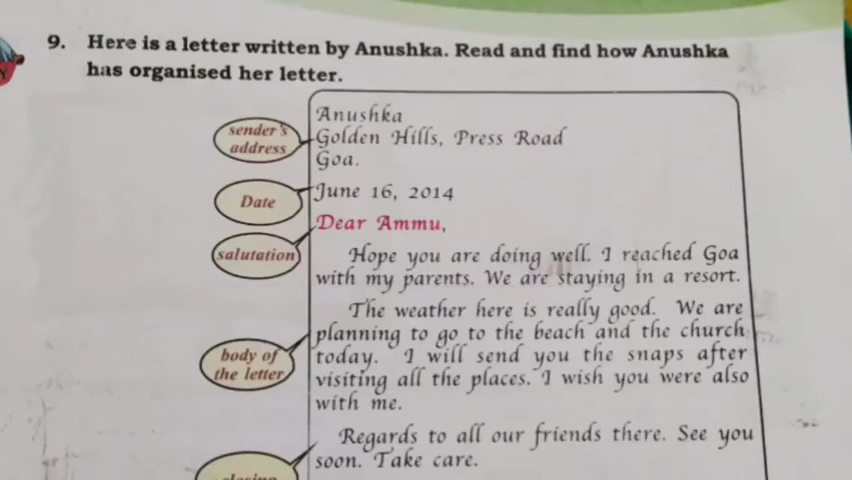 9. Here is a letter written by Anushka. Read and find how Anushka
has organised her letter.
sender's
address
Anushka
Golden Hills, Press Road
Goa.
Date
June 16, 2014
salutation
Dear Ammu,
Hope you are doing well. I reached Goa
with my parents. We are staying in a resort.
body of
the letter
The weather here is really good. We are
planning to go to the beach and the church
today. I will send you the snaps after
visiting all the places. I wish you were also
with me.
Regards to all our friends there. See you
soon. Take care.